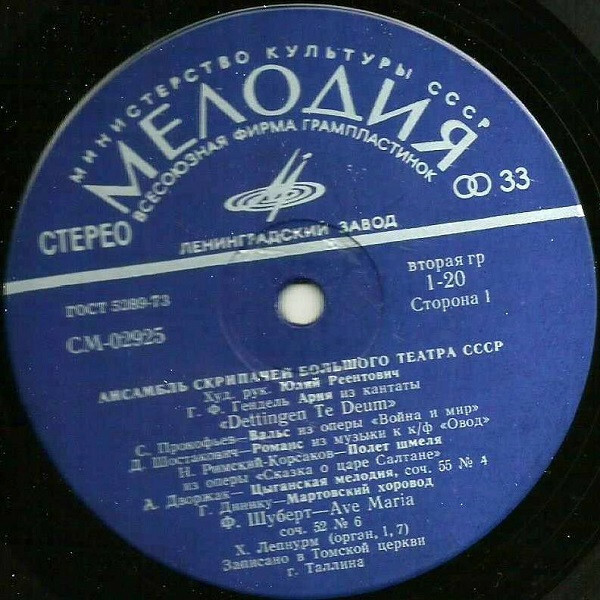 МИНИСТЕРСТВО КУЛЬТУРЫ СССР
МЕЛОДИЯ
ВСЕСОЮЗНАЯ ФИРМА ГРАМПЛАСТИНОК
33
СТЕРЕО
ЛЕНИНГРАДСКИЙ ЗАВОД
ГОСТ 5289-73
СМ-02925
вторая гр
1-20
Сторона 1
АНСАМБЛЬ СКРИПАЧЕЙ БОЛЬШОГО ТЕАТРА СССР
Худ. рук. Юлий Реентович
Г. Ф. Гендель Ария из кантаты
«Dettingen Te Deum»
С. Прокофьев—Вальс из оперы «Война и мир»
Д. Шостакович—Романс из музыки к к/ф «Овод»
Н. Римский-Корсаков—Полет шмеля
из оперы «Сказка о царе Салтане»
А. Дворжак—Цыганская мелодия, соч. 55 № 4
Г. Динику—Мартовский хоровод
Ф. Шуберт—Ave Maria
соч. 52 № 6
Х. Лепнурм (орган, 1, 7)
Записано в Томской церкви
г. Таллина